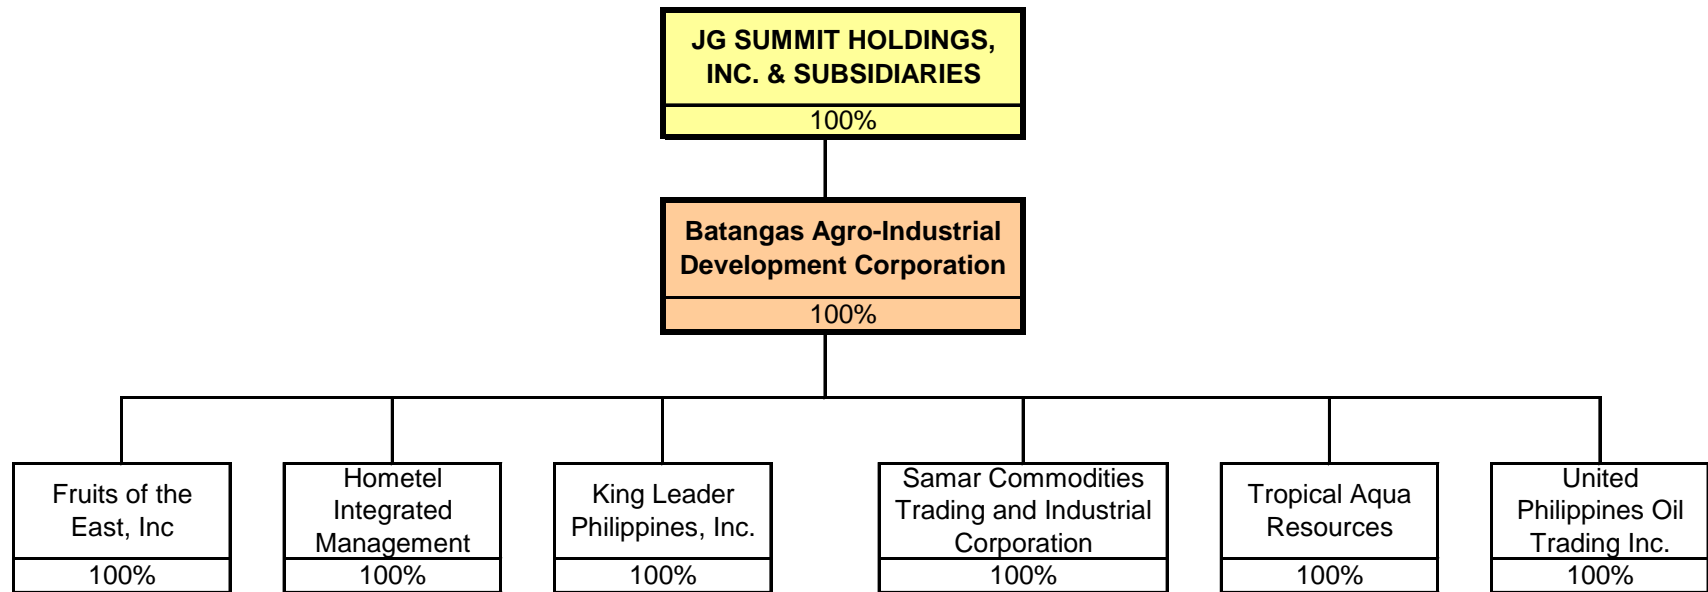 JG SUMMIT HOLDINGS,
INC. & SUBSIDIARIES
100%
Batangas Agro-Industrial
Development Corporation
100%
Fruits of the
East, Inc
100%
Hometel
Integrated
Management
100%
King Leader
Philippines, Inc.
100%
Samar Commodities
Trading and Industrial
Corporation
100%
Tropical Aqua
Resources
100%
United
Philippines Oil
Trading Inc.
100%